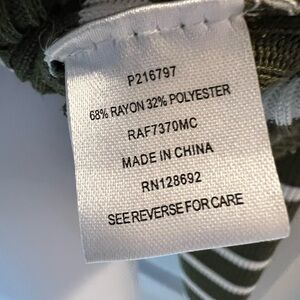 P216797
68% RAYON 32% POLYESTER
RAF7370MC
MADE IN CHINA
RN128692
SEE REVERSE FOR CARE